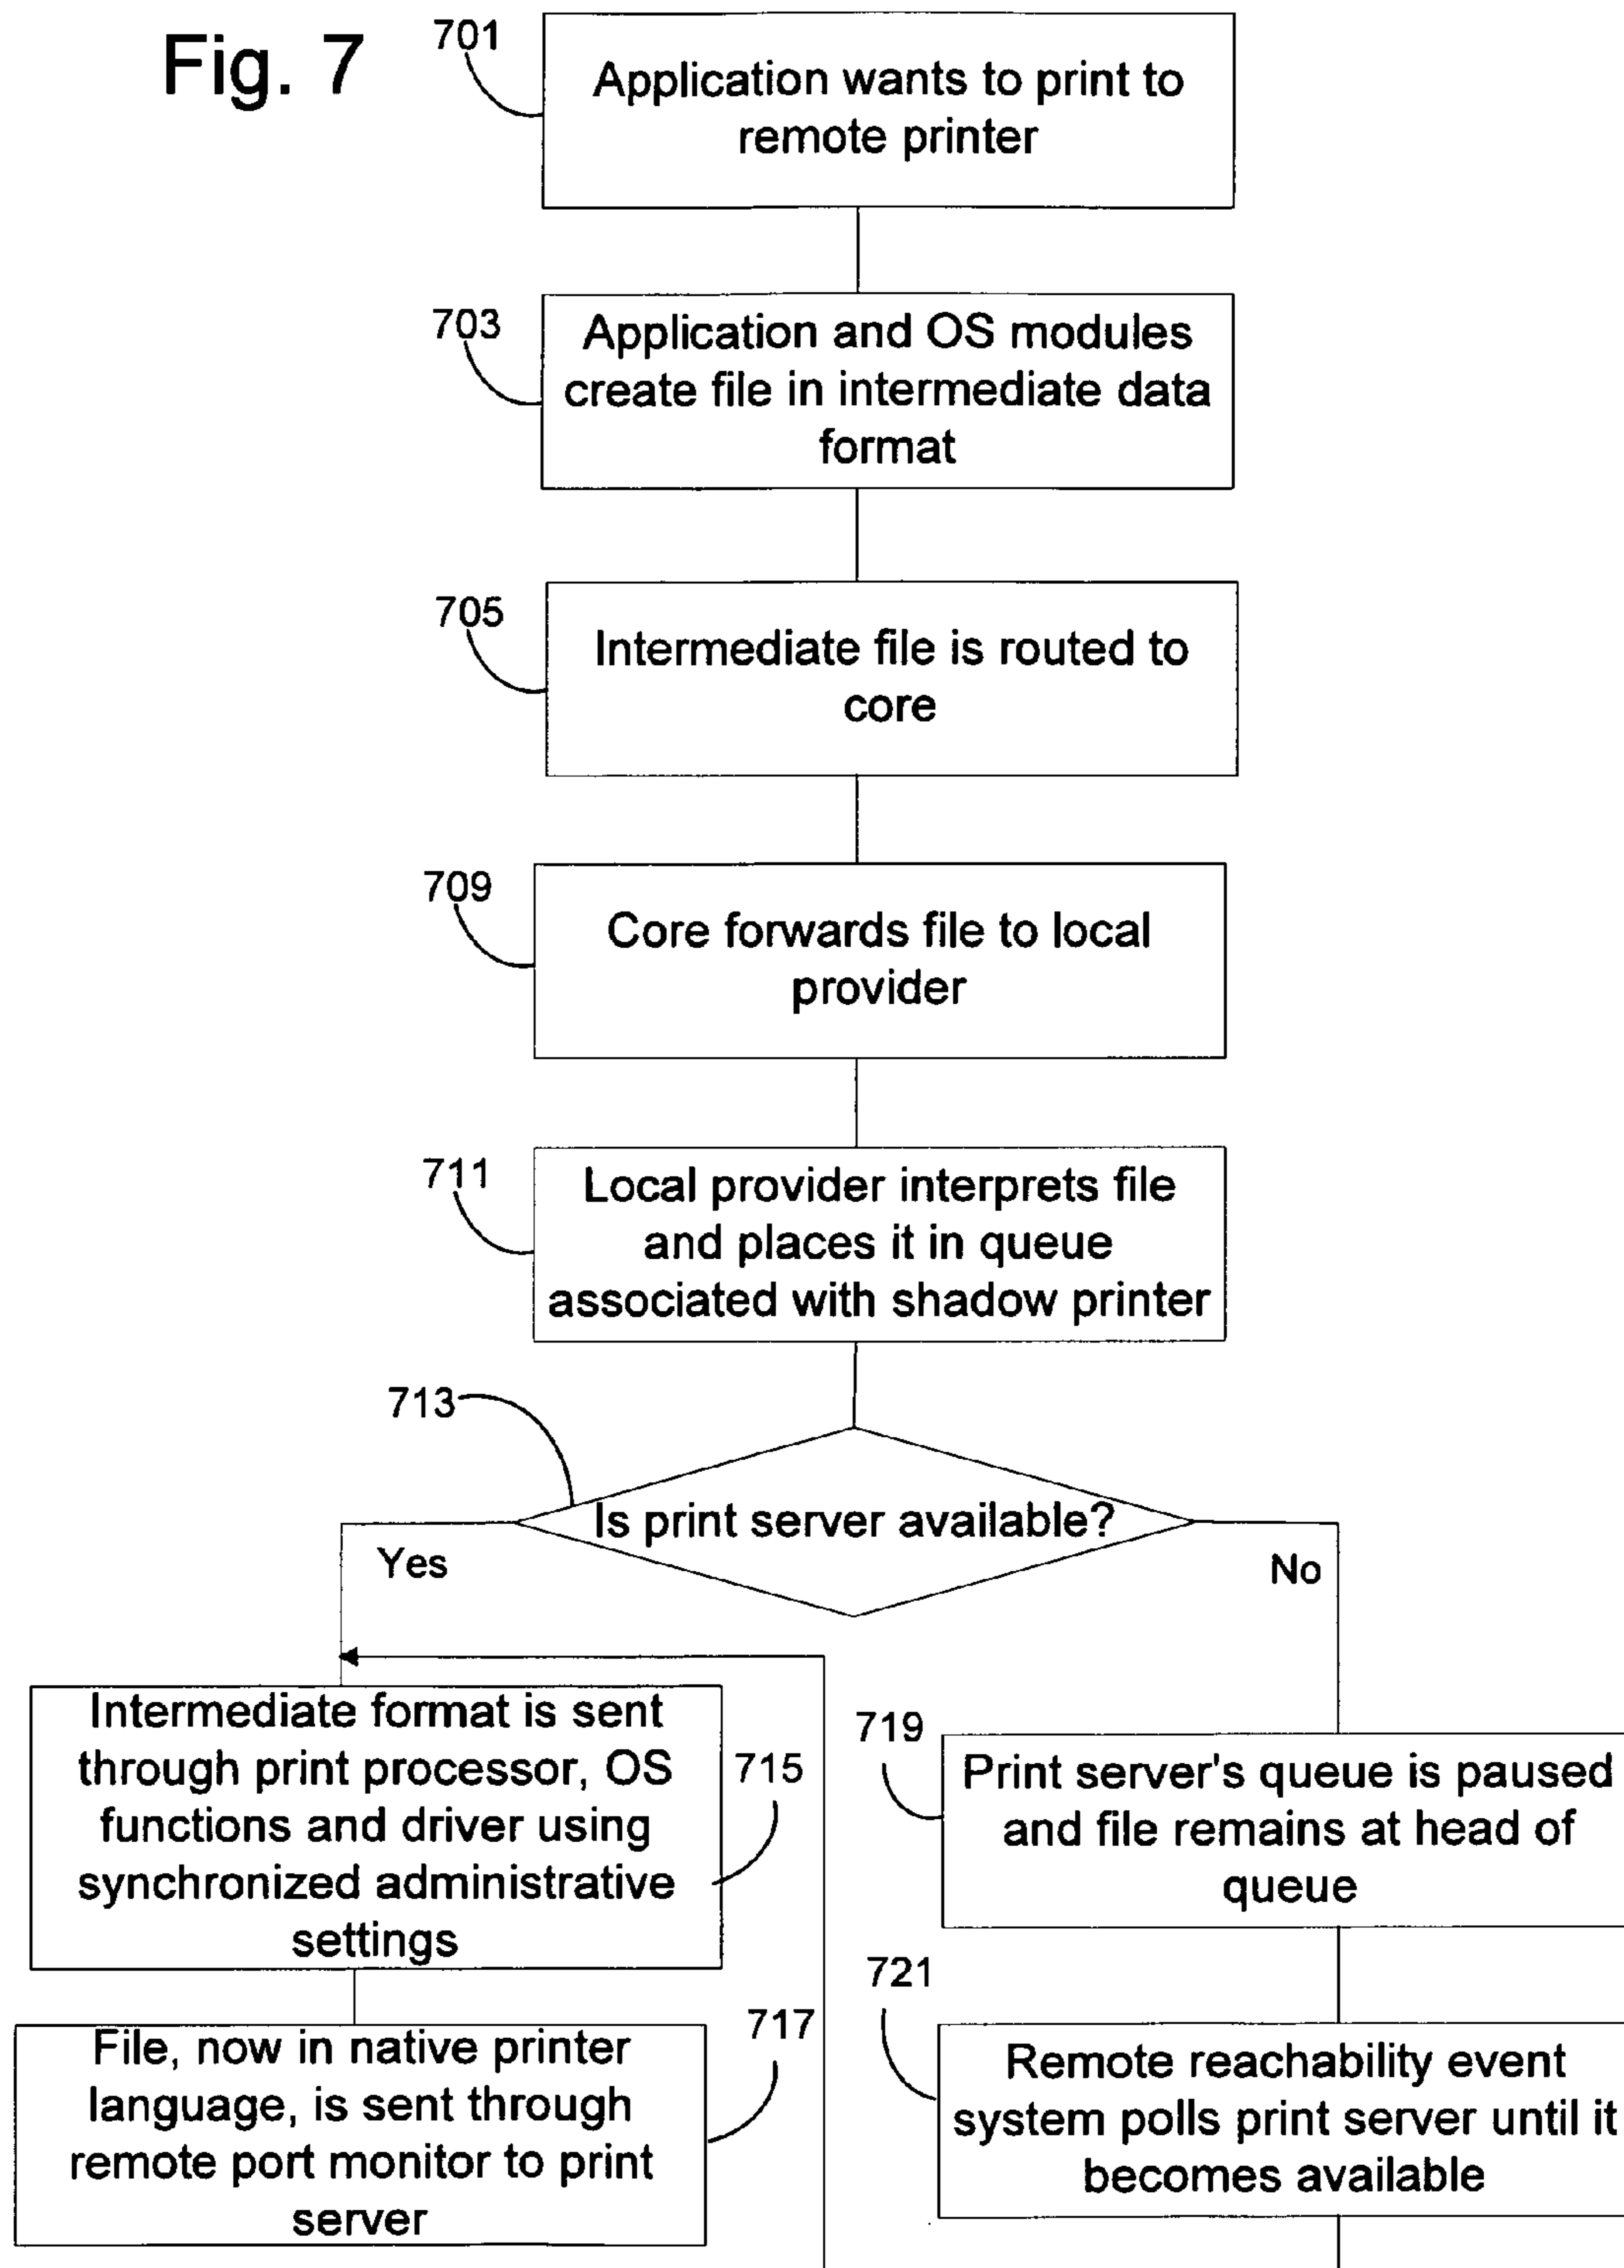 Fig. 7
701
Application wants to print to
remote printer
703
Application and OS modules
create file in intermediate data
format
705
Intermediate file is routed to
core
709
Core forwards file to local
provider
711
Local provider interprets file
and places it in queue
associated with shadow printer
713
Is print server available?
Yes
No
Intermediate format is sent
through print processor, OS
functions and driver using
synchronized administrative
settings
715
719
Print server's queue is paused
and file remains at head of
queue
File, now in native printer
language, is sent through
remote port monitor to print
server
717
721
Remote reachability event
system polls print server until it
becomes available